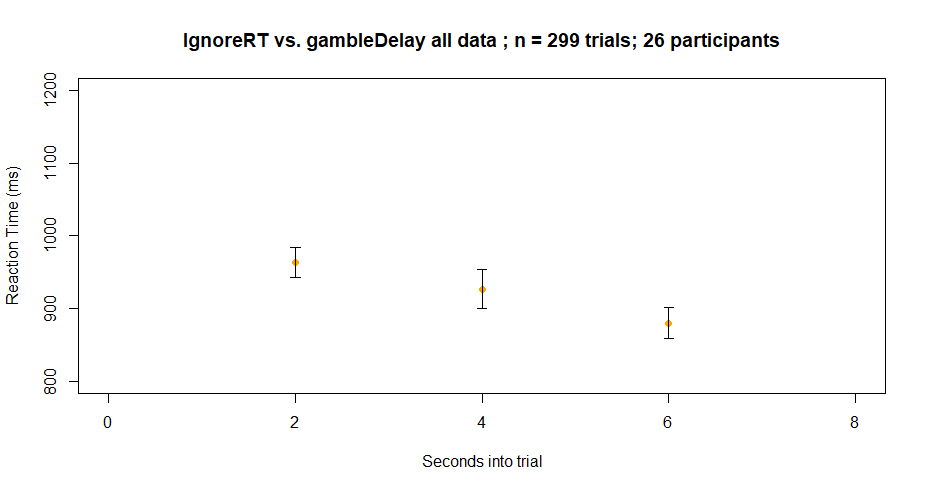 IgnoreRT vs. gambleDelay all data ; n = 299 trials; 26 participants
Reaction Time (ms)
1200
1100
1000
900
800
0 2 4 6 8
Seconds into trial